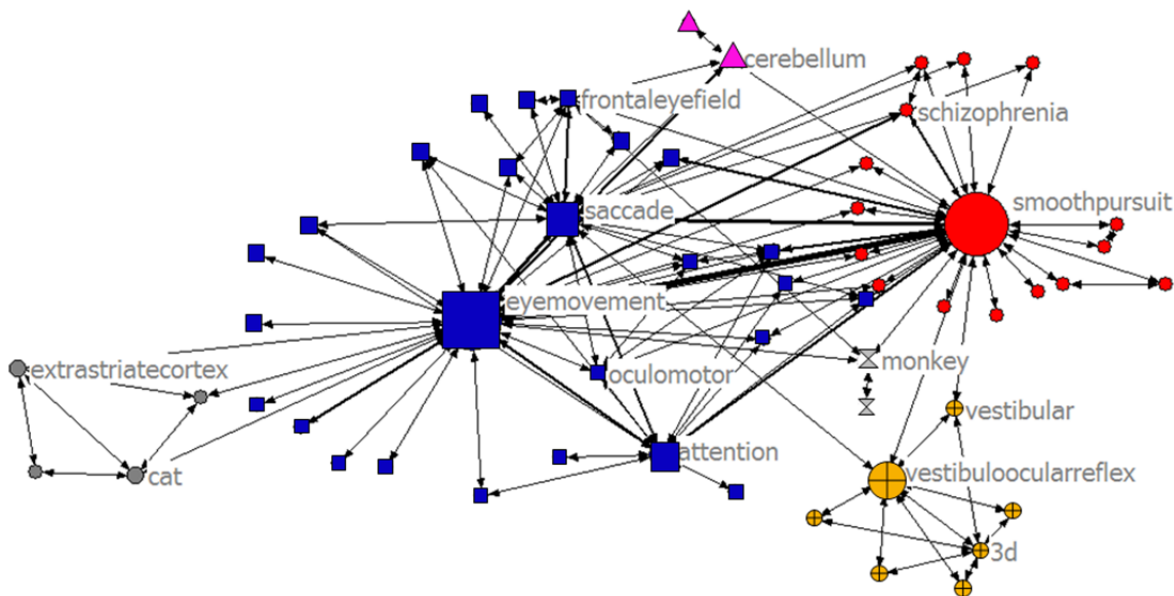 cerebellum
frontaleyefield
schizophrenia
smoothpursuit
saccade
eyemovement
extrastriatecortex
oculomotor
monkey
vestibular
attention
cat
vestibuloocularreflex
3d